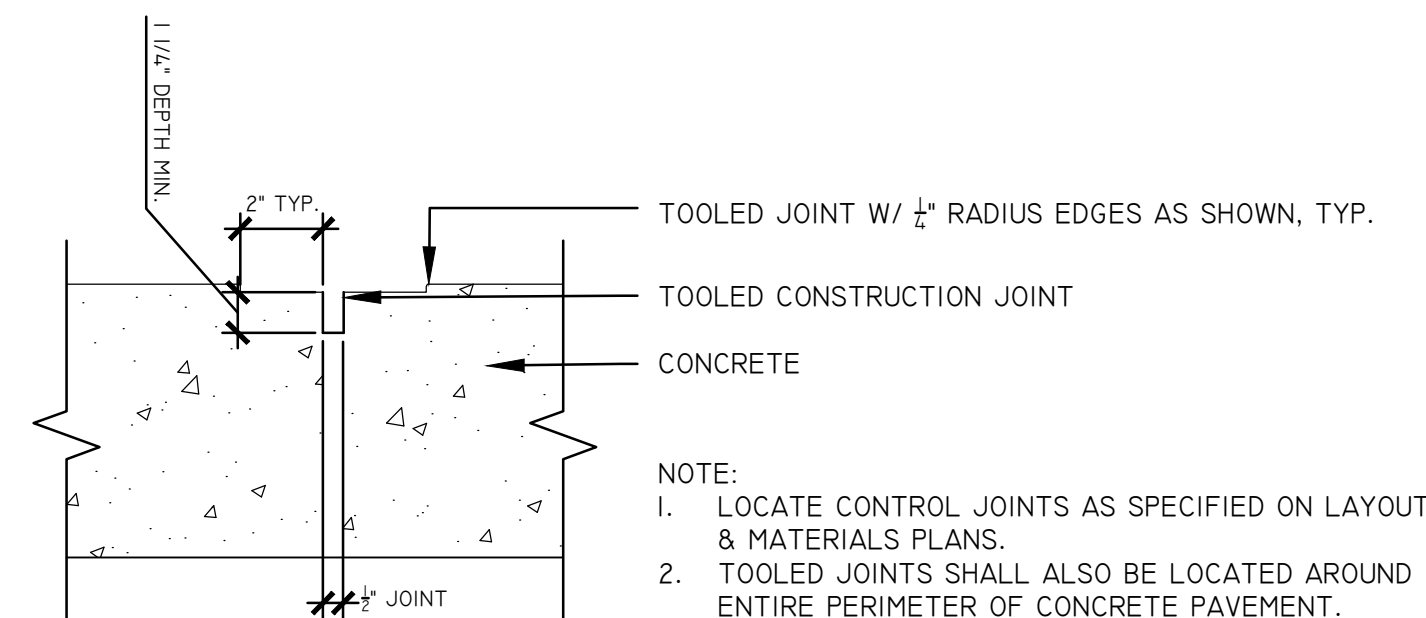 1 1/4" DEPTH MIN.
2" TYP.
TOOLED JOINT W/ 1/4" RADIUS EDGES AS SHOWN, TYP.
TOOLED CONSTRUCTION JOINT
CONCRETE
NOTE:
1. LOCATE CONTROL JOINTS AS SPECIFIED ON LAYOUT
& MATERIALS PLANS.
2. TOOLED JOINTS SHALL ALSO BE LOCATED AROUND
ENTIRE PERIMETER OF CONCRETE PAVEMENT.
1/2" JOINT